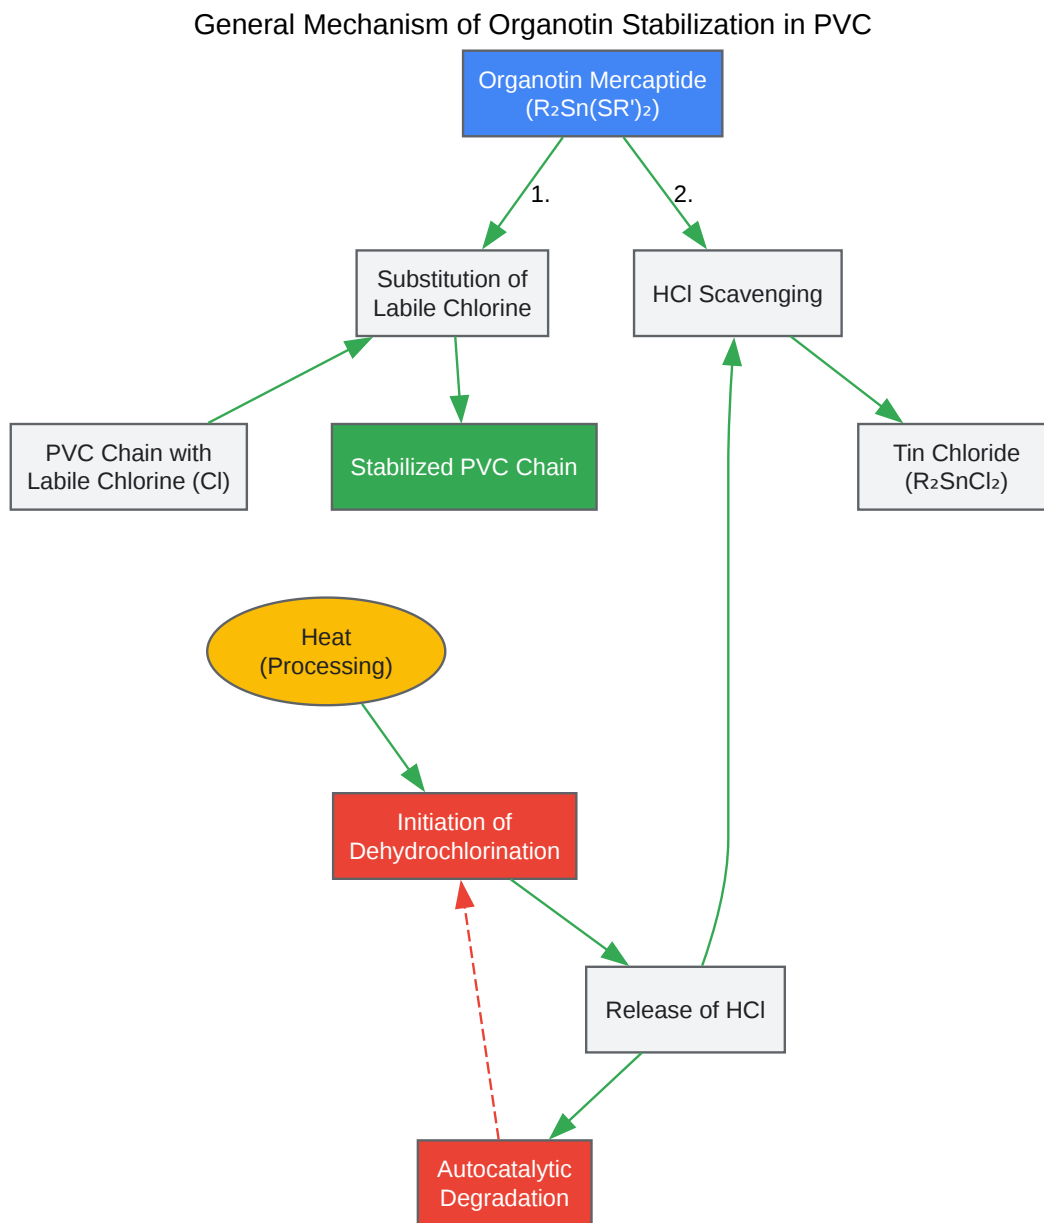 General Mechanism of Organotin Stabilization in PVC
Organotin Mercaptide
(R₂Sn(SR')₂)
1.
2.
Substitution of
Labile Chlorine
HCl Scavenging
PVC Chain with
Labile Chlorine (Cl)
Stabilized PVC Chain
Tin Chloride
(R₂SnCl₂)
Heat
(Processing)
Initiation of
Dehydrochlorination
Release of HCl
Autocatalytic
Degradation